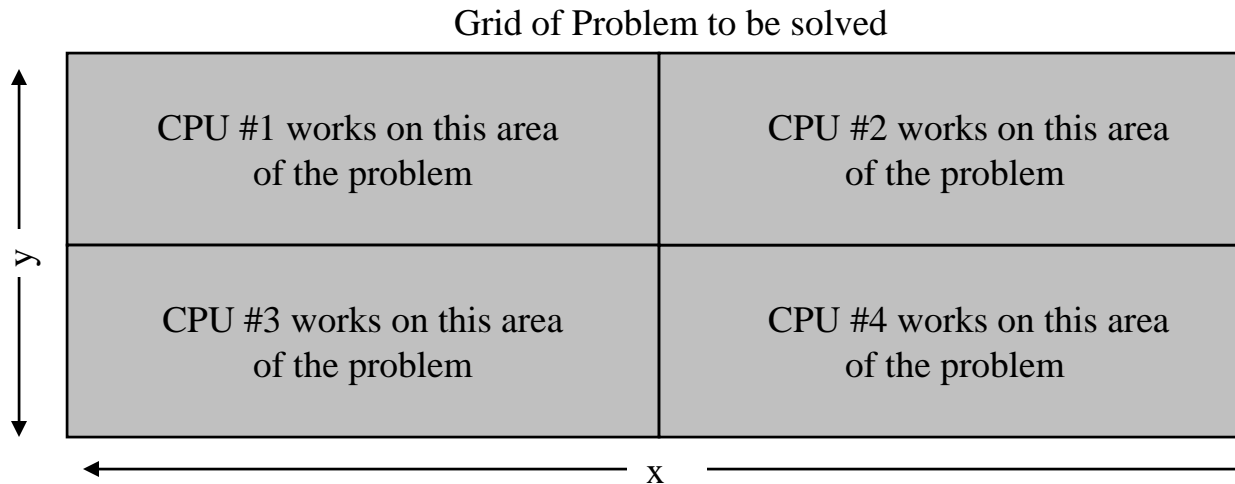 Grid of Problem to be solved
CPU #1 works on this area
of the problem
CPU #2 works on this area
of the problem
y
CPU #3 works on this area
of the problem
CPU #4 works on this area
of the problem
x